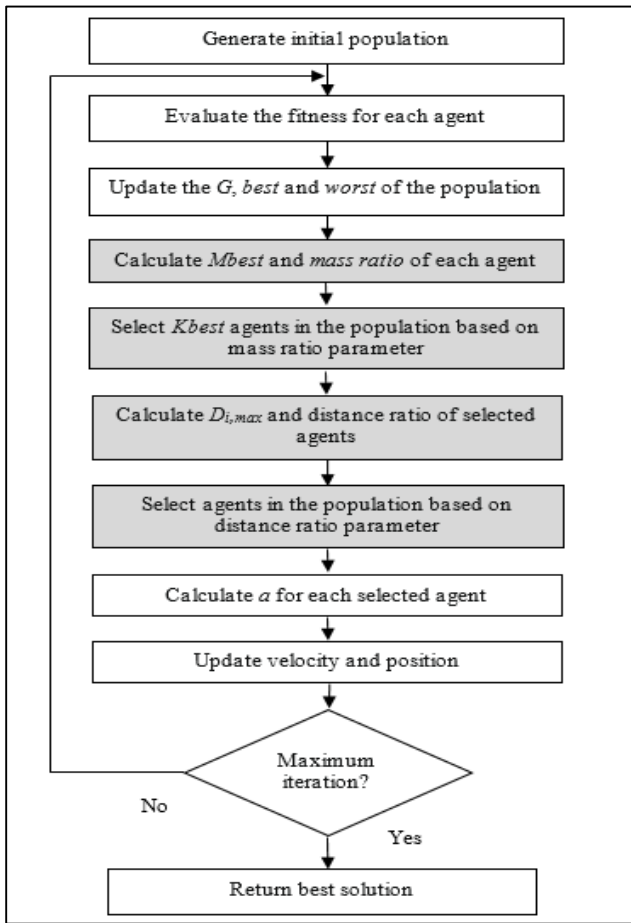 Generate initial population
Evaluate the fitness for each agent
Update the G, best and worst of the population
Calculate Mbest and mass ratio of each agent
Select Kbest agents in the population based on
mass ratio parameter
Calculate Di,max and distance ratio of selected
agents
Select agents in the population based on
distance ratio parameter
Calculate a for each selected agent
Update velocity and position
Maximum
iteration?
No
Yes
Return best solution